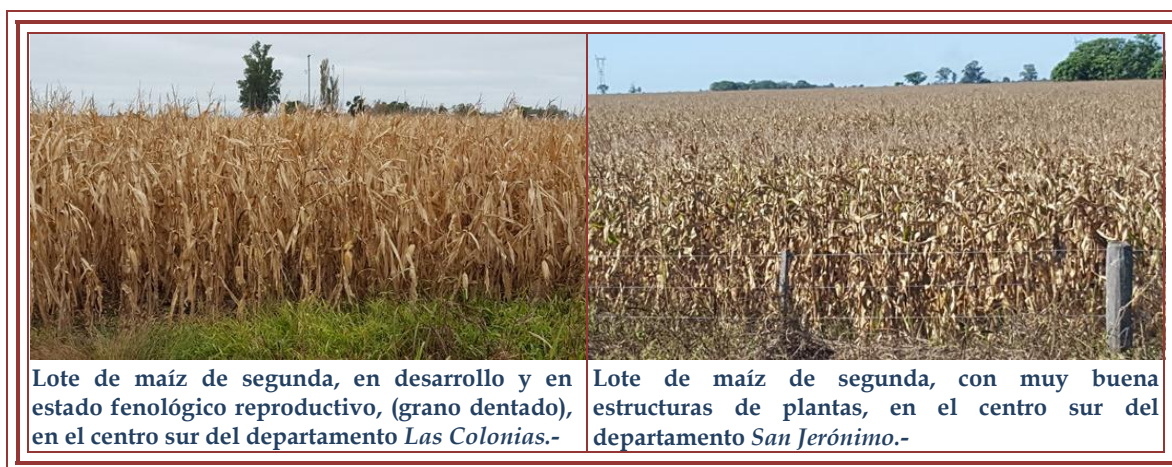 Lote de maíz de segunda, en desarrollo y en
estado fenológico reproductivo, (grano dentado),
en el centro sur del departamento Las Colonias.-
Lote de maíz de segunda, con muy buena
estructuras de plantas, en el centro sur del
departamento San Jerónimo.-